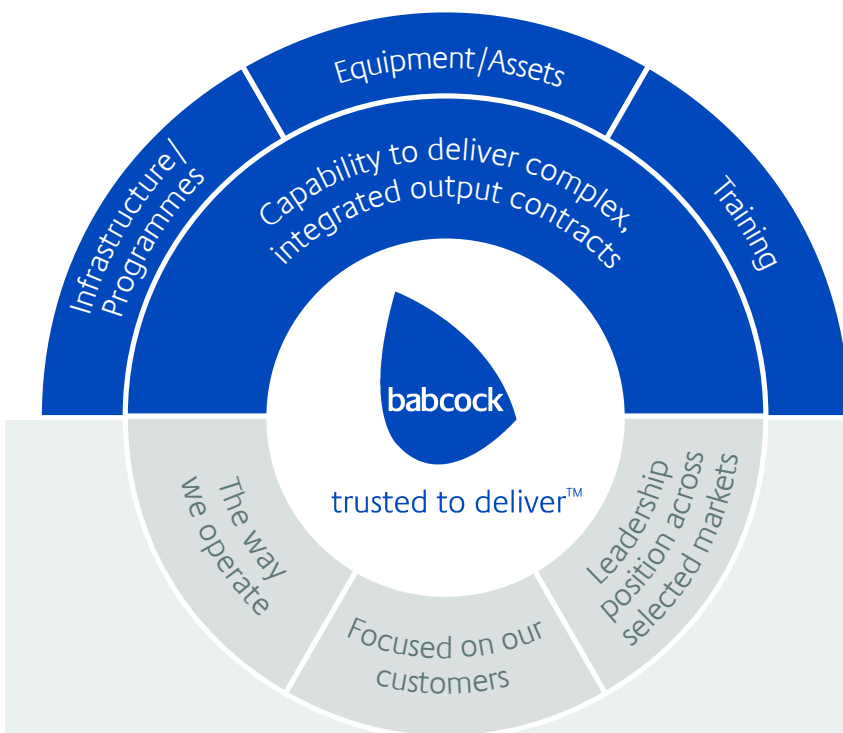 Equipment/Assets
Infrastructure/
Programmes
Training
Capability to deliver complex,
integrated output contracts
babcock
trusted to deliver™
The way
we operate
Focused on our
customers
Leadership
position across
selected markets